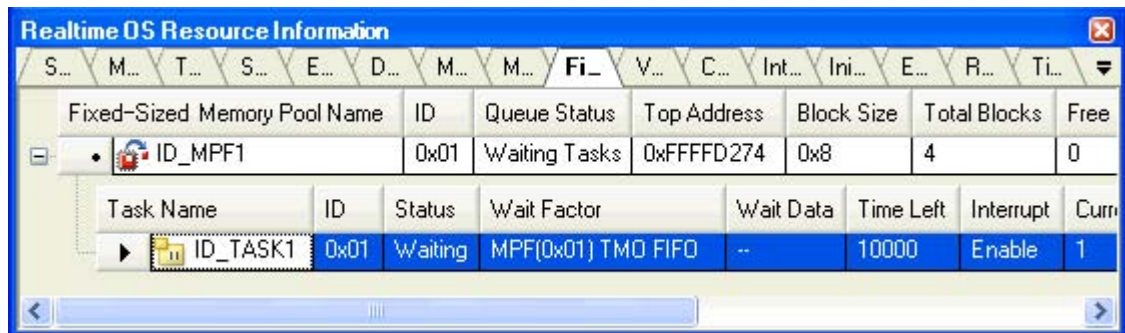 Realtime OS Resource Information
S... M... T... S... E... D... M... M... Fi... V... C... Int... Ini... E... R... Ti...
Fixed-Sized Memory Pool Name ID Queue Status Top Address Block Size Total Blocks Free
ID_MPF1 0x01 Waiting Tasks 0xFFFFD274 0x8 4 0
Task Name ID Status Wait Factor Wait Data Time Left Interrupt Curr
ID_TASK1 0x01 Waiting MPF(0x01) TMO FIFO -- 10000 Enable 1